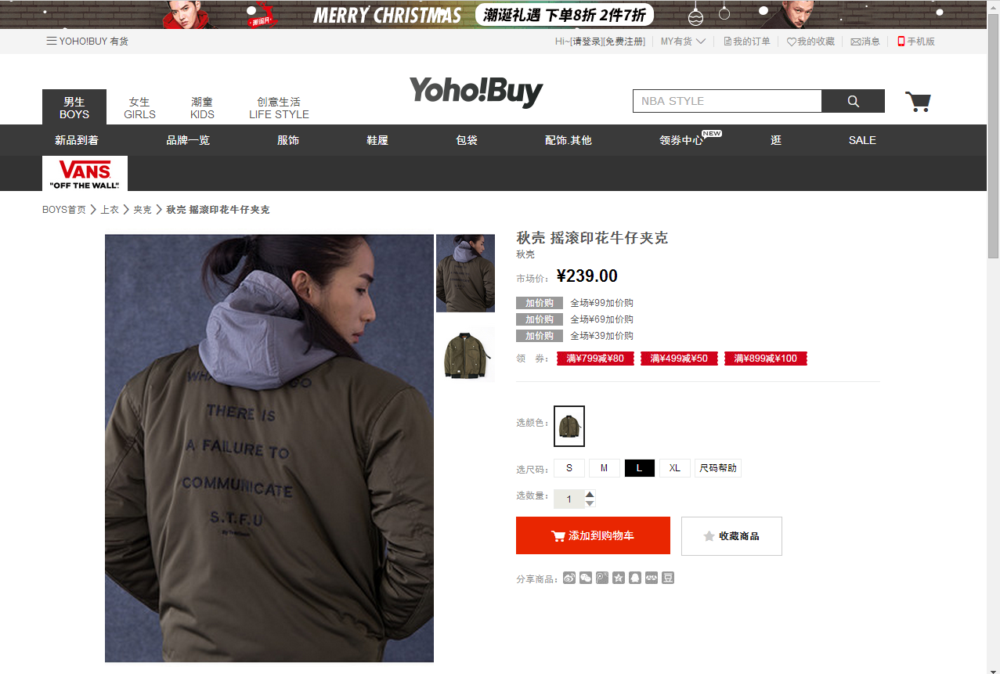 MERRY CHRISTMAS
潮诞礼遇 下单8折 2件7折
YOHO!BUY 有货
Hi~[请登录][免费注册]
MY有货
我的订单
我的收藏
消息
手机版
男生
BOYS
女生
GIRLS
潮童
KIDS
创意生活
LIFE STYLE
Yoho!Buy
NBA STYLE
新品到着
品牌一览
服饰
鞋履
包袋
配饰.其他
领券中心
NEW
逛
SALE
VANS
"OFF THE WALL"
BOYS首页
上衣
夹克
秋壳 摇滚印花牛仔夹克
秋壳 摇滚印花牛仔夹克
秋壳
市场价: ¥239.00
加价购 全场¥99加价购
加价购 全场¥69加价购
加价购 全场¥39加价购
领 券: 满¥799减¥80 满¥499减¥50 满¥899减¥100
选颜色:
选尺码: S M L XL 尺码帮助
选数量: 1
添加到购物车
收藏商品
分享商品:
豆
THERE IS
A FAILURE TO
COMMUNICATE
S.T.F.U